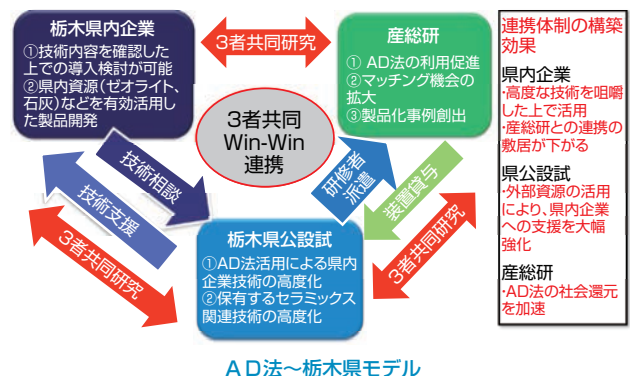 栃木県内企業
①技術内容を確認した
上での導入検討が可能
②県内資源（ゼオライト、
石灰）などを有効活用し
た製品開発
3者共同研究
産総研
① AD法の利用促進
②マッチング機会の
拡大
③製品化事例創出
3者共同
Win-Win
連携
技術相談
技術支援
3者共同研究
研修者
派遣
装置貸与
3者共同研究
栃木県公設試
①AD法活用による県内
企業技術の高度化
②保有するセラミックス
関連技術の高度化
連携体制の構築
効果
県内企業
・高度な技術を咀嚼
した上で活用
・産総研との連携の
敷居が下がる
県公設試
・外部資源の活用
により、県内企業
への支援を大幅
強化
産総研
・AD法の社会還元
を加速
ＡＤ法～栃木県モデル